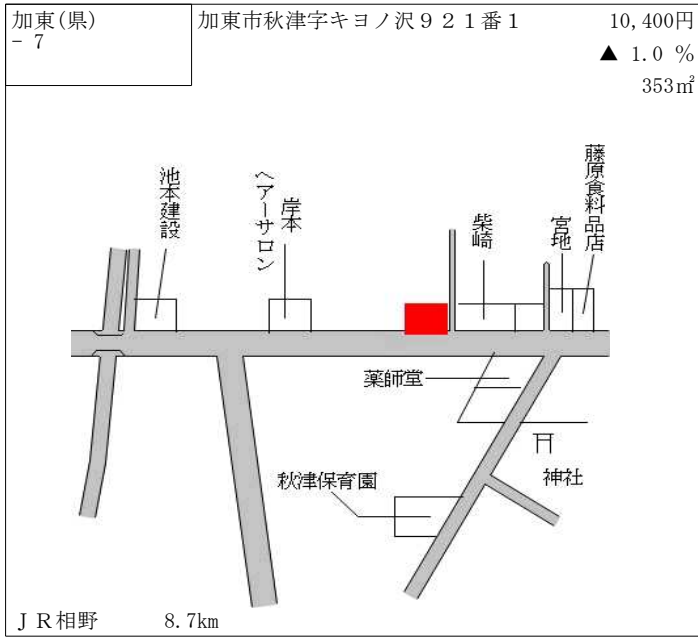 加東(県)
- 7
加東市秋津字キヨノ沢９２１番１
10,400円
▲ 1.0 %
353㎡
池本建設
ヘアーサロン
岸本
柴崎
宮地
藤原食料品店
薬師堂
神社
秋津保育園
ＪＲ相野
8.7km